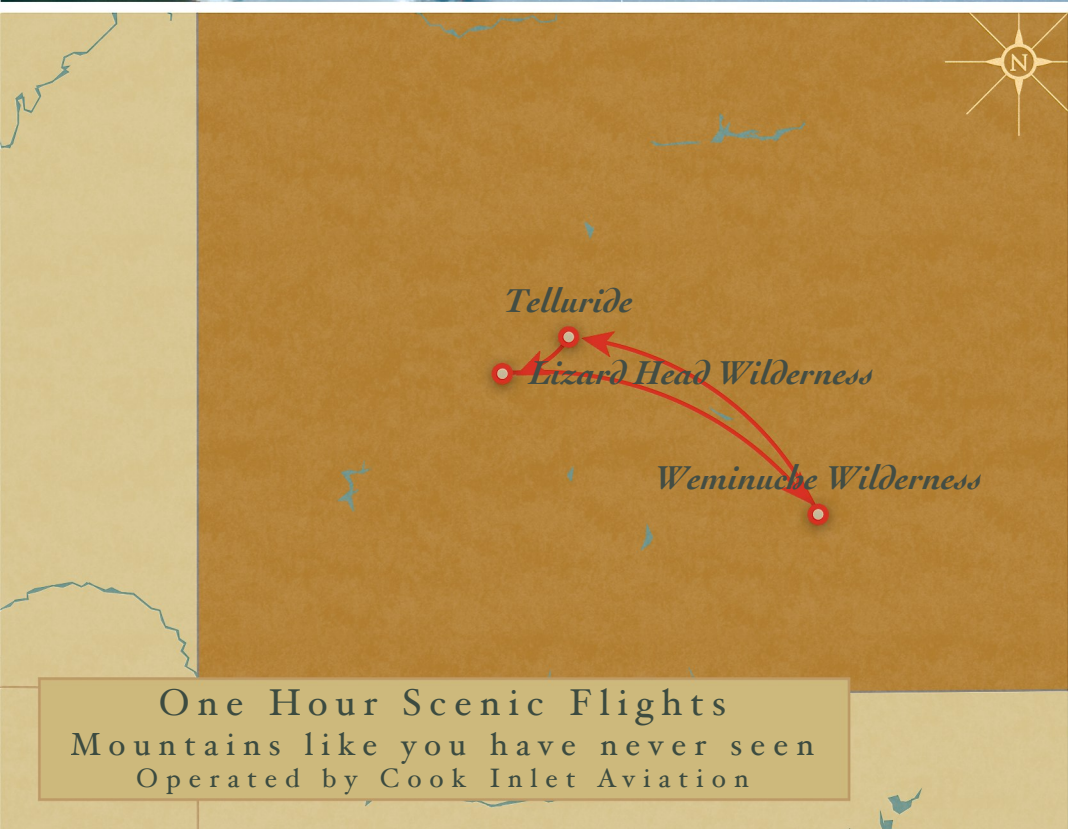 N
Telluride
Lizard Head Wilderness
Weminuche Wilderness
One Hour Scenic Flights
Mountains like you have never seen
Operated by Cook Inlet Aviation